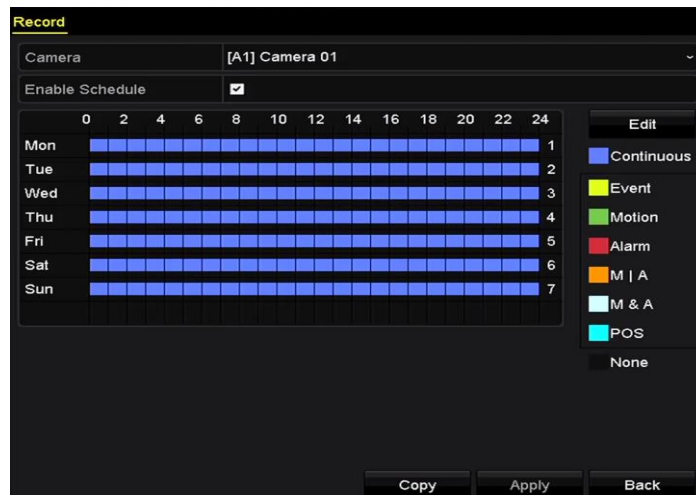 Record
Camera [A1] Camera 01
Enable Schedule
0 2 4 6 8 10 12 14 16 18 20 22 24
Edit
Mon 1
Continuous
Tue 2
Wed 3
Event
Thu 4
Motion
Fri 5
Alarm
Sat 6
M | A
Sun 7
M & A
POS
None
Copy Apply Back